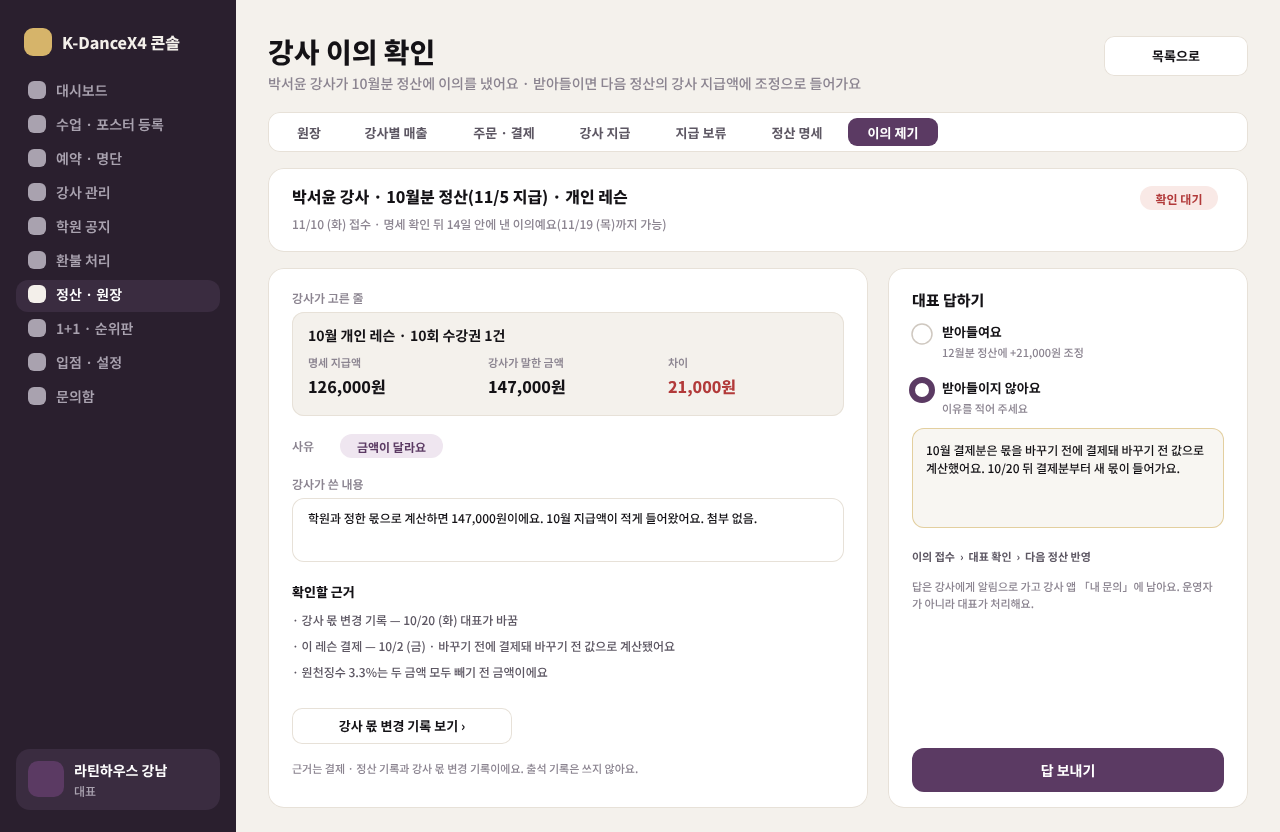 K-DanceX4 콘솔
대시보드
수업 · 포스터 등록
예약 · 명단
강사 관리
학원 공지
환불 처리
정산 · 원장
1+1 · 순위판
입점 · 설정
문의함
라틴하우스 강남
대표
강사 이의 확인
박서윤 강사가 10월분 정산에 이의를 냈어요 · 받아들이면 다음 정산의 강사 지급액에 조정으로 들어가요
목록으로
원장
강사별 매출
주문 · 결제
강사 지급
지급 보류
정산 명세
이의 제기
박서윤 강사 · 10월분 정산(11/5 지급) · 개인 레슨
11/10 (화) 접수 · 명세 확인 뒤 14일 안에 낸 이의예요(11/19 (목)까지 가능)
확인 대기
강사가 고른 줄
10월 개인 레슨 · 10회 수강권 1건
명세 지급액
강사가 말한 금액
차이
126,000원
147,000원
21,000원
사유
금액이 달라요
강사가 쓴 내용
학원과 정한 몫으로 계산하면 147,000원이에요. 10월 지급액이 적게 들어왔어요. 첨부 없음.
확인할 근거
· 강사 몫 변경 기록 — 10/20 (화) 대표가 바꿈
· 이 레슨 결제 — 10/2 (금) · 바꾸기 전에 결제돼 바꾸기 전 값으로 계산됐어요
· 원천징수 3.3%는 두 금액 모두 빼기 전 금액이에요
강사 몫 변경 기록 보기 ›
근거는 결제 · 정산 기록과 강사 몫 변경 기록이에요. 출석 기록은 쓰지 않아요.
대표 답하기
받아들여요
12월분 정산에 +21,000원 조정
받아들이지 않아요
이유를 적어 주세요
10월 결제분은 몫을 바꾸기 전에 결제돼 바꾸기 전 값으로
계산했어요. 10/20 뒤 결제분부터 새 몫이 들어가요.
이의 접수 › 대표 확인 › 다음 정산 반영
답은 강사에게 알림으로 가고 강사 앱 「내 문의」에 남아요. 운영자
가 아니라 대표가 처리해요.
답 보내기